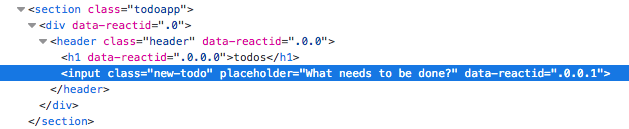 <section class="todoapp">
<div data-reactid=".0">
<header class="header" data-reactid=".0.0">
<h1 data-reactid=".0.0.0">todos</h1>
<input class="new-todo" placeholder="What needs to be done?" data-reactid=".0.0.1">
</header>
</div>
</section>